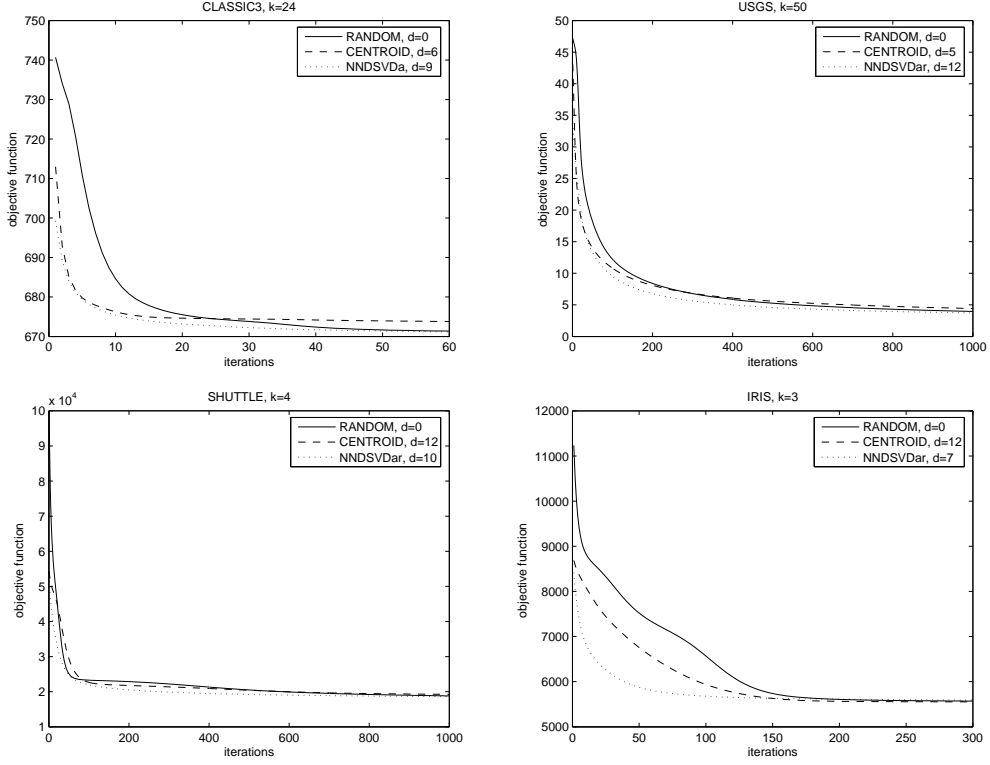 CLASSIC3, k=24
750
740
730
720
710
700
690
680
670
objective function
0
10
20
30
40
50
60
iterations
RANDOM, d=0
CENTROID, d=6
NNDSVDa, d=9
USGS, k=50
50
45
40
35
30
25
20
15
10
5
0
objective function
0
200
400
600
800
1000
iterations
RANDOM, d=0
CENTROID, d=5
NNDSVDar, d=12
SHUTTLE, k=4
x 10^4
10
9
8
7
6
5
4
3
2
1
objective function
0
200
400
600
800
1000
iterations
RANDOM, d=0
CENTROID, d=12
NNDSVDar, d=10
IRIS, k=3
12000
11000
10000
9000
8000
7000
6000
5000
objective function
0
50
100
150
200
250
300
iterations
RANDOM, d=0
CENTROID, d=12
NNDSVDar, d=7